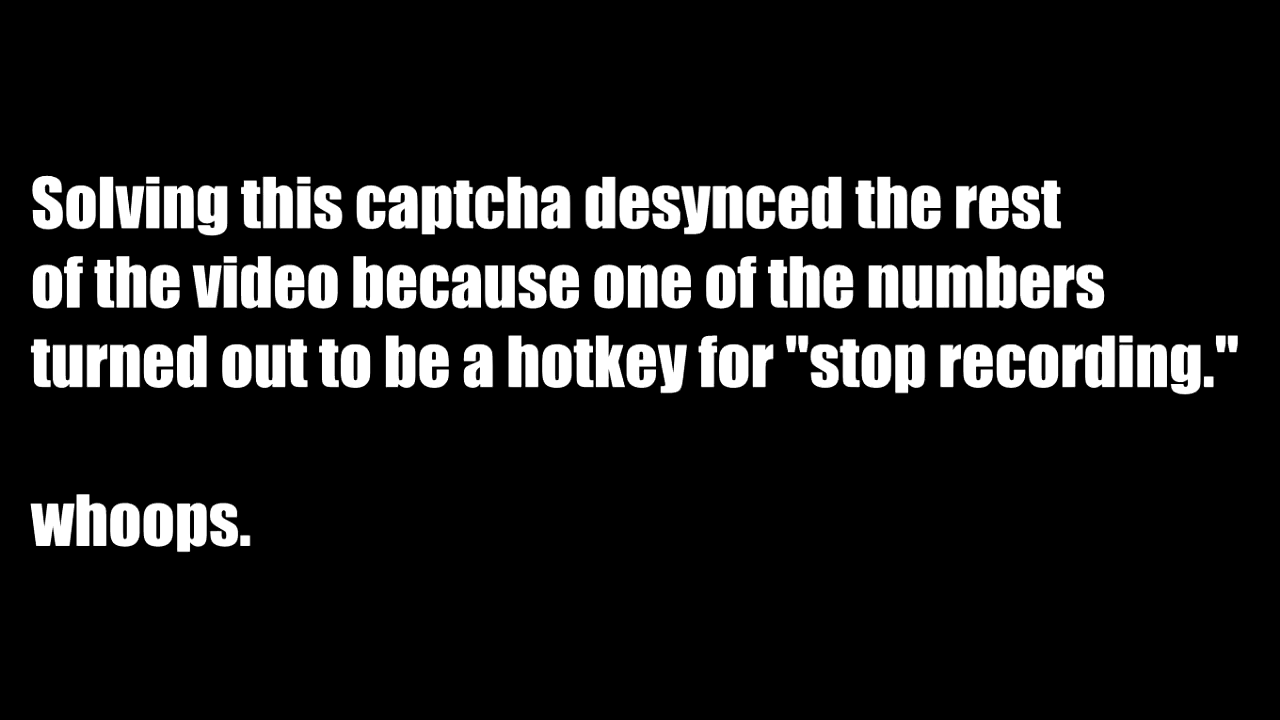 Solving this captcha desynced the rest
of the video because one of the numbers
turned out to be a hotkey for "stop recording."
whoops.